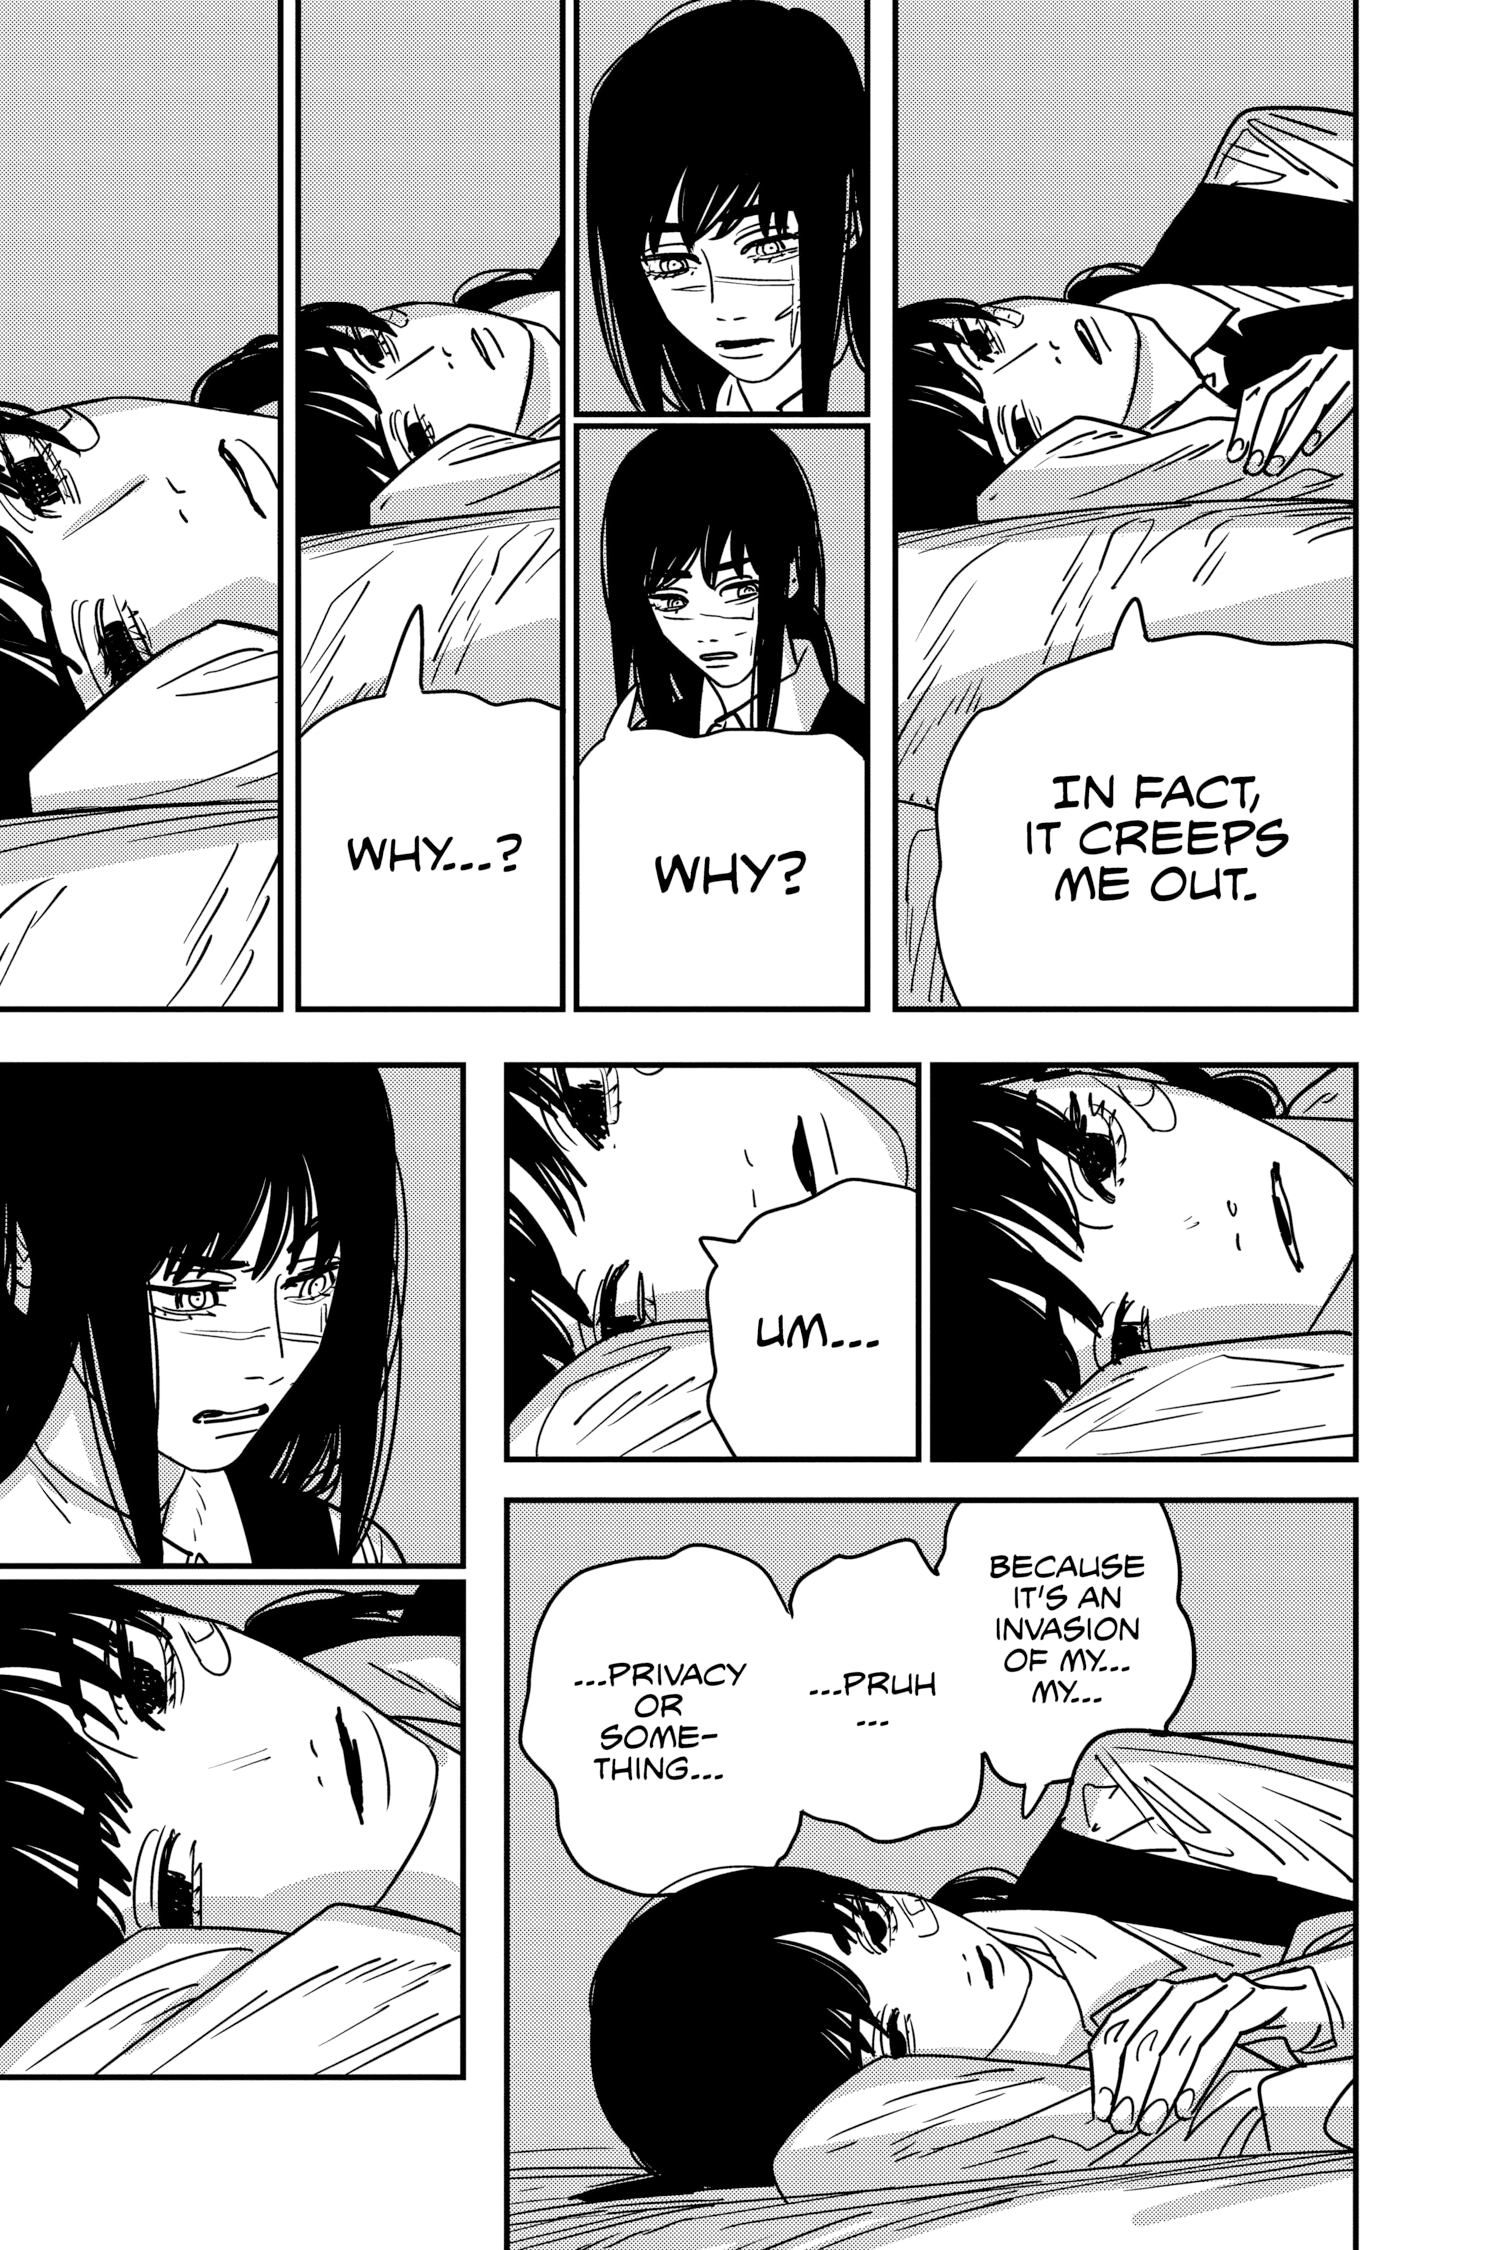 IN FACT,
IT CREEPS
ME OUT.
WHY?
WHY...?
UM...
BECAUSE
IT'S AN
INVASION
OF MY...
MY...
...PRUH
...
...PRIVACY
OR
SOME-
THING...